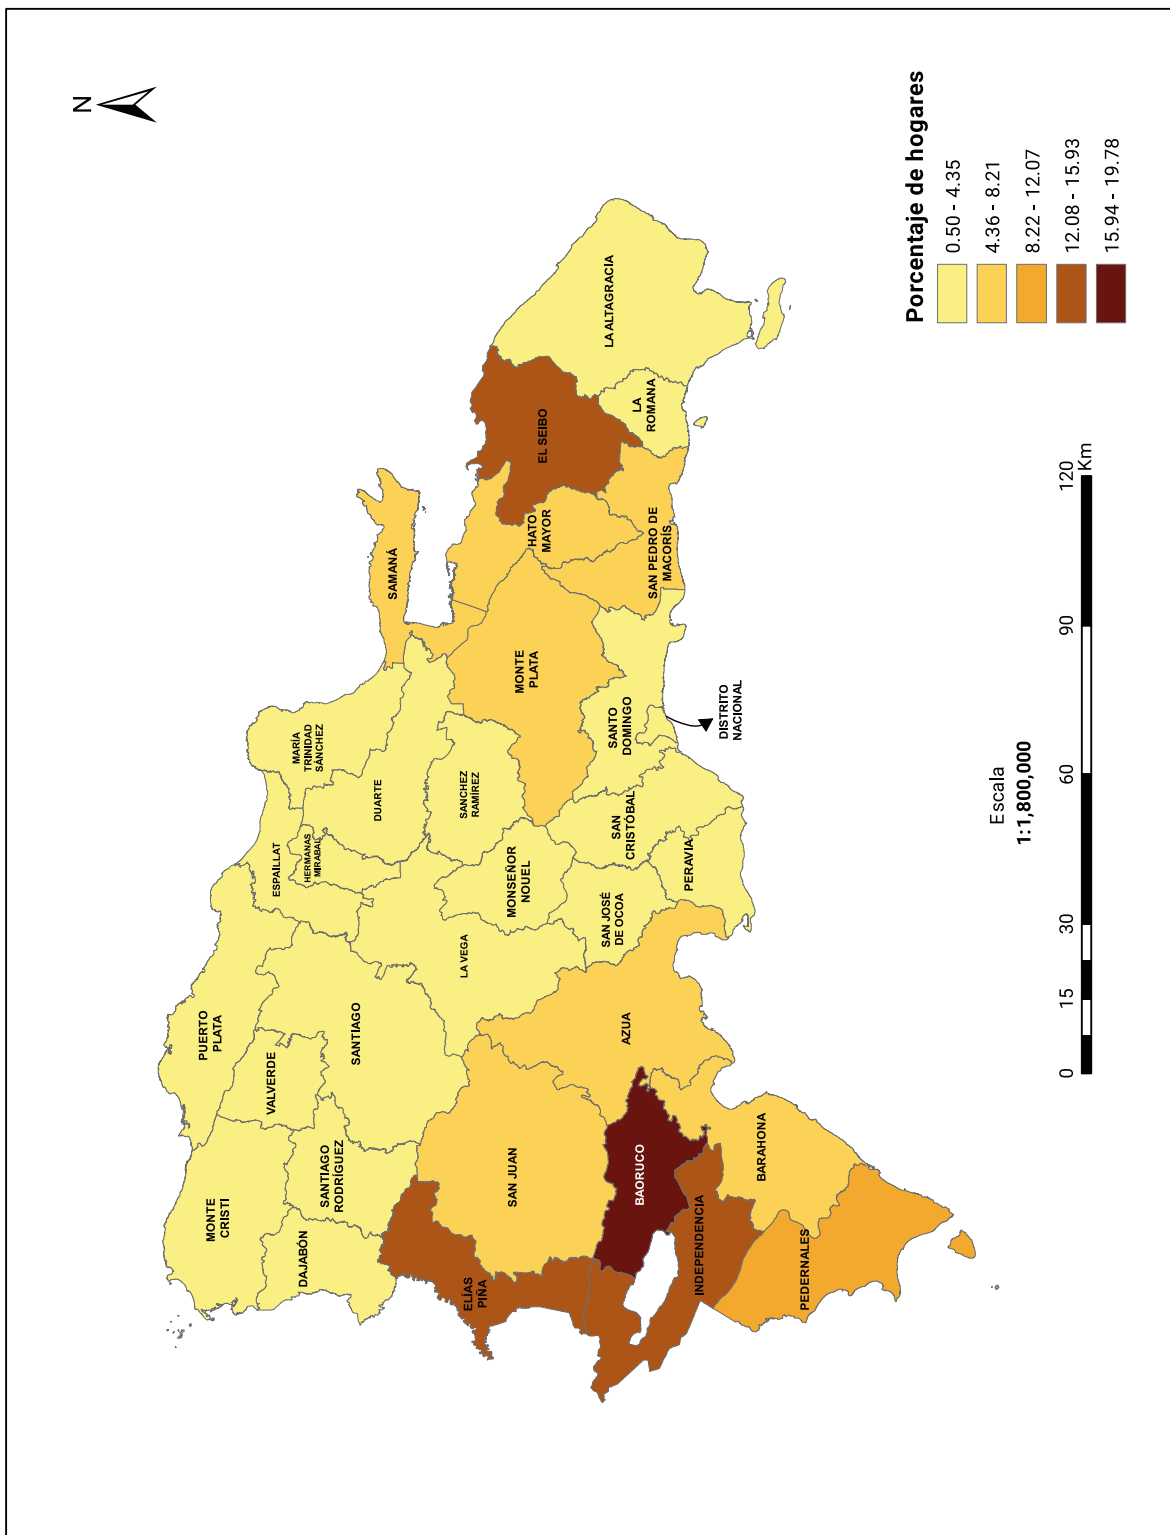 N
MONTE
CRISTI
PUERTO
PLATA
VALVERDE
DAJABÓN
SANTIAGO
RODRÍGUEZ
SANTIAGO
ESPAILLAT
HERMANAS
MIRABAL
MARÍA
TRINIDAD
SÁNCHEZ
DUARTE
SAMANÁ
LA VEGA
SANCHEZ
RAMÍREZ
MONSEÑOR
NOUEL
MONTE
PLATA
HATO
MAYOR
EL SEIBO
LA ALTAGRACIA
LA
ROMANA
SAN PEDRO DE
MACORÍS
SANTO
DOMINGO
DISTRITO
NACIONAL
SAN
CRISTÓBAL
PERAVIA
SAN JOSÉ
DE OCOA
AZUA
SAN JUAN
ELÍAS
PIÑA
BAORUCO
INDEPENDENCIA
BARAHONA
PEDERNALES
Porcentaje de hogares
0.50 - 4.35
4.36 - 8.21
8.22 - 12.07
12.08 - 15.93
15.94 - 19.78
Escala
1:1,800,000
0 15 30 60 90 120
Km